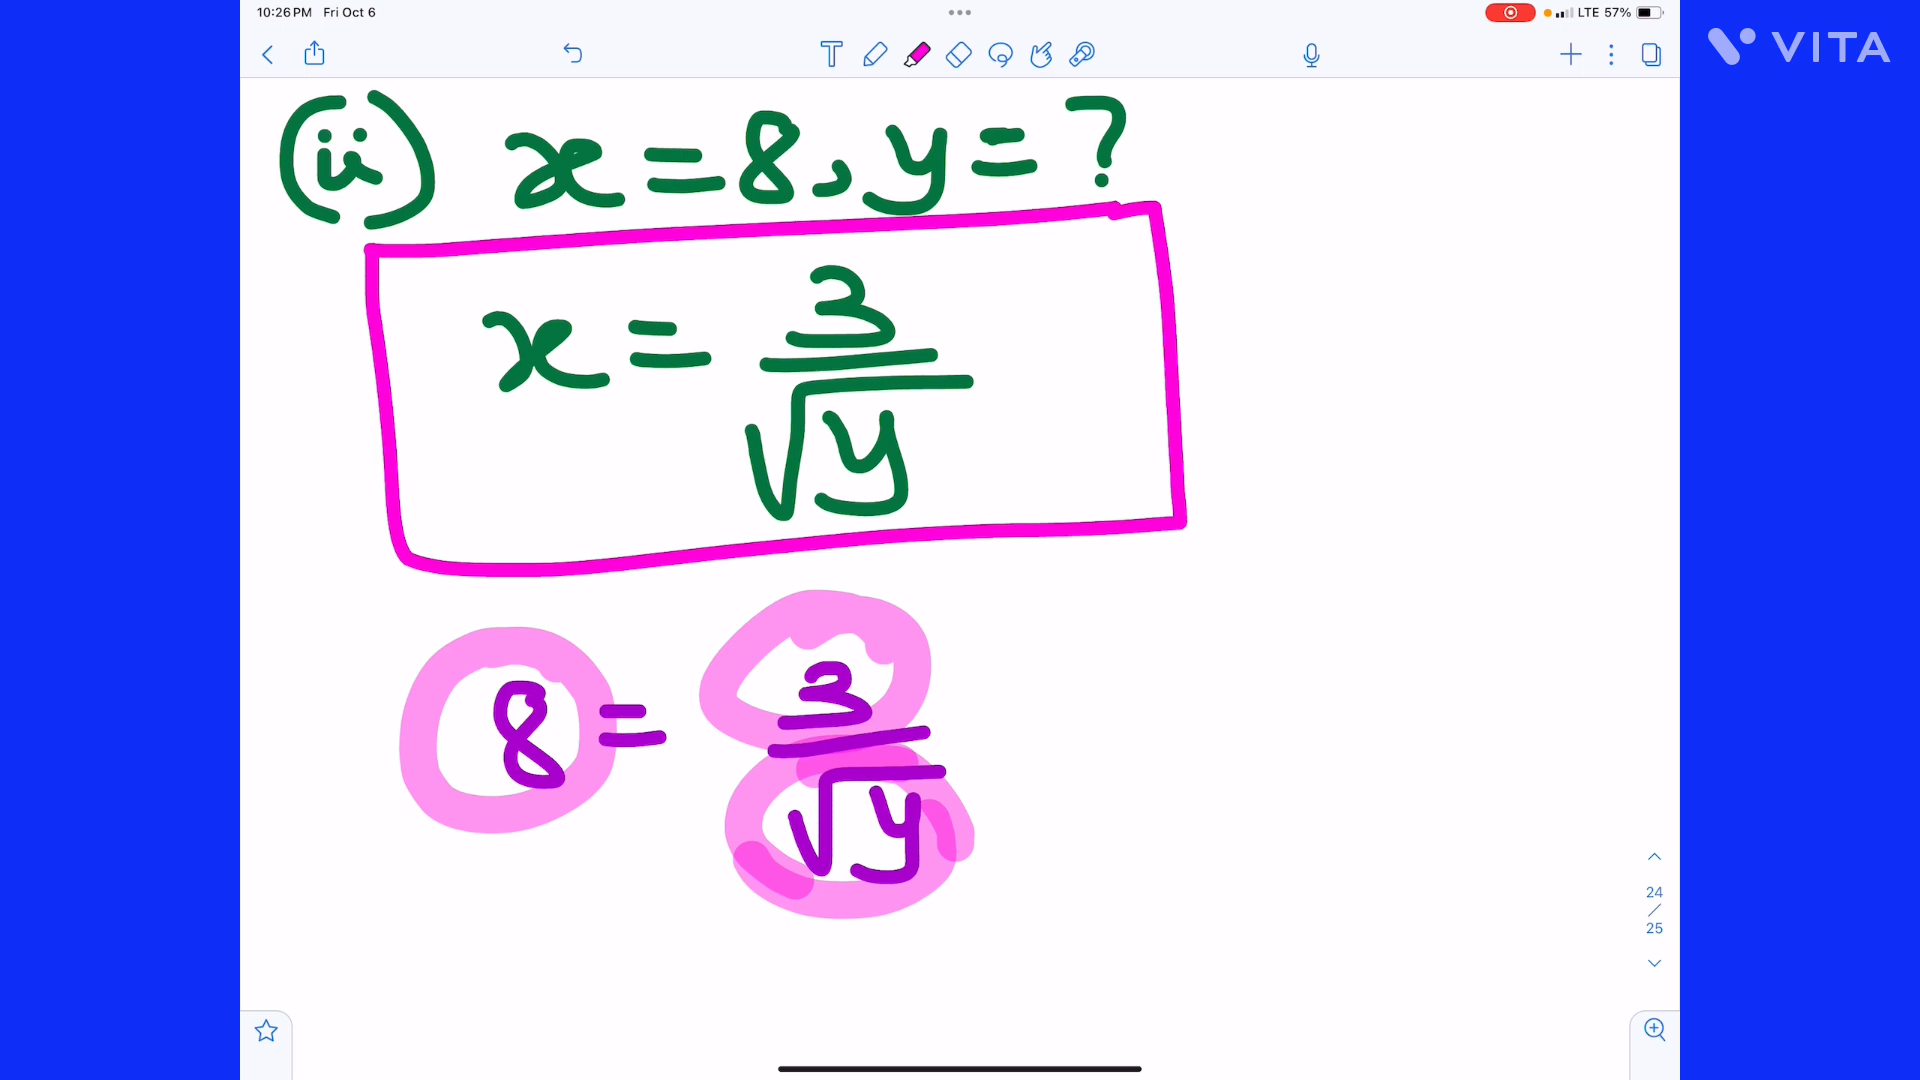 10:26 PM Fri Oct 6
LTE 57%
VITA
(ii) x = 8, y = ?
x = 3/√y
8 = 3/√y
24
/
25